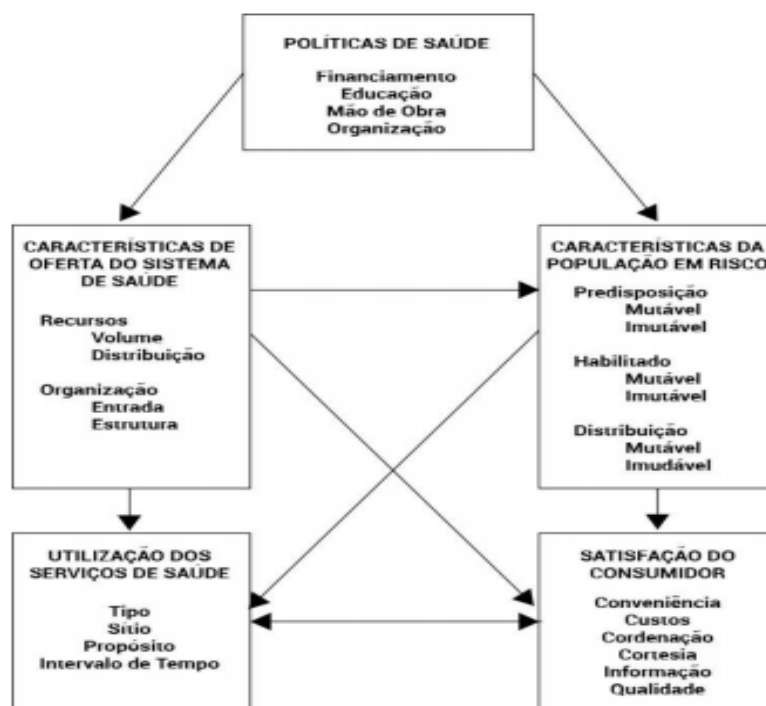 POLÍTICAS DE SAÚDE
Financiamento
Educação
Mão de Obra
Organização
CARACTERÍSTICAS DE
OFERTA DO SISTEMA
DE SAÚDE
Recursos
Volume
Distribuição
Organização
Entrada
Estrutura
CARACTERÍSTICAS DA
POPULAÇÃO EM RISCO
Predisposição
Mutável
Imutável
Habilitado
Mutável
Imutável
Distribuição
Mutável
Imudável
UTILIZAÇÃO DOS
SERVIÇOS DE SAÚDE
Tipo
Sítio
Propósito
Intervalo de Tempo
SATISFAÇÃO DO
CONSUMIDOR
Conveniência
Custos
Cordenação
Cortesia
Informação
Qualidade